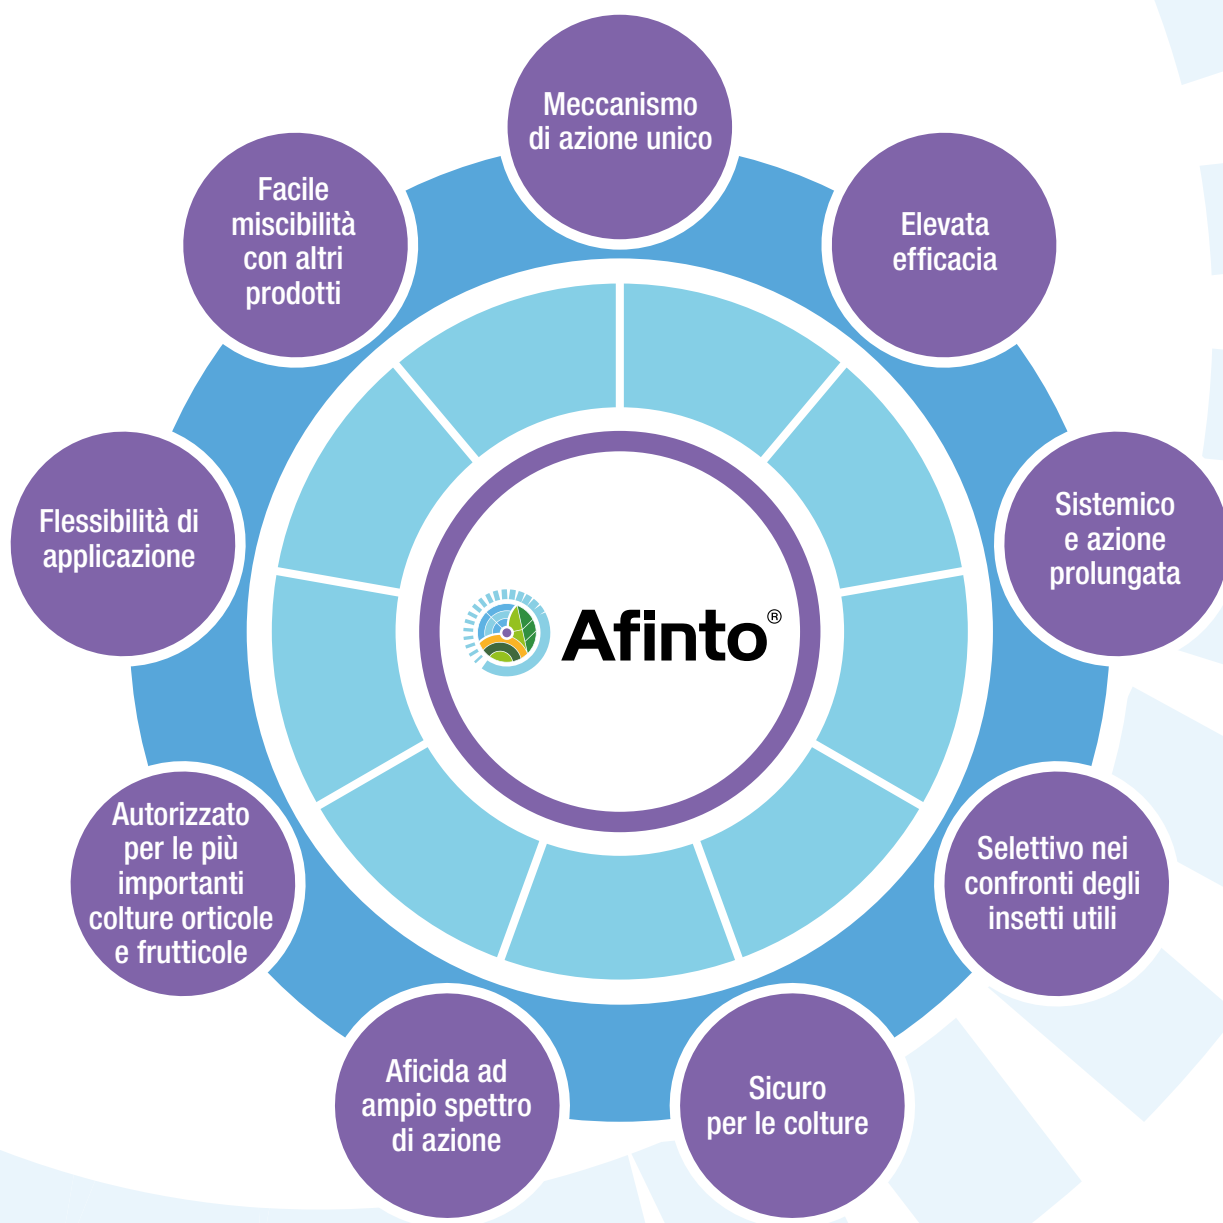 Meccanismo
di azione unico
Elevata
efficacia
Sistemico
e azione
prolungata
Selettivo nei
confronti degli
insetti utili
Sicuro
per le colture
Aficida ad
ampio spettro
di azione
Autorizzato
per le più
importanti
colture orticole
e frutticole
Flessibilità di
applicazione
Facile
miscibilità
con altri
prodotti
Afinto®